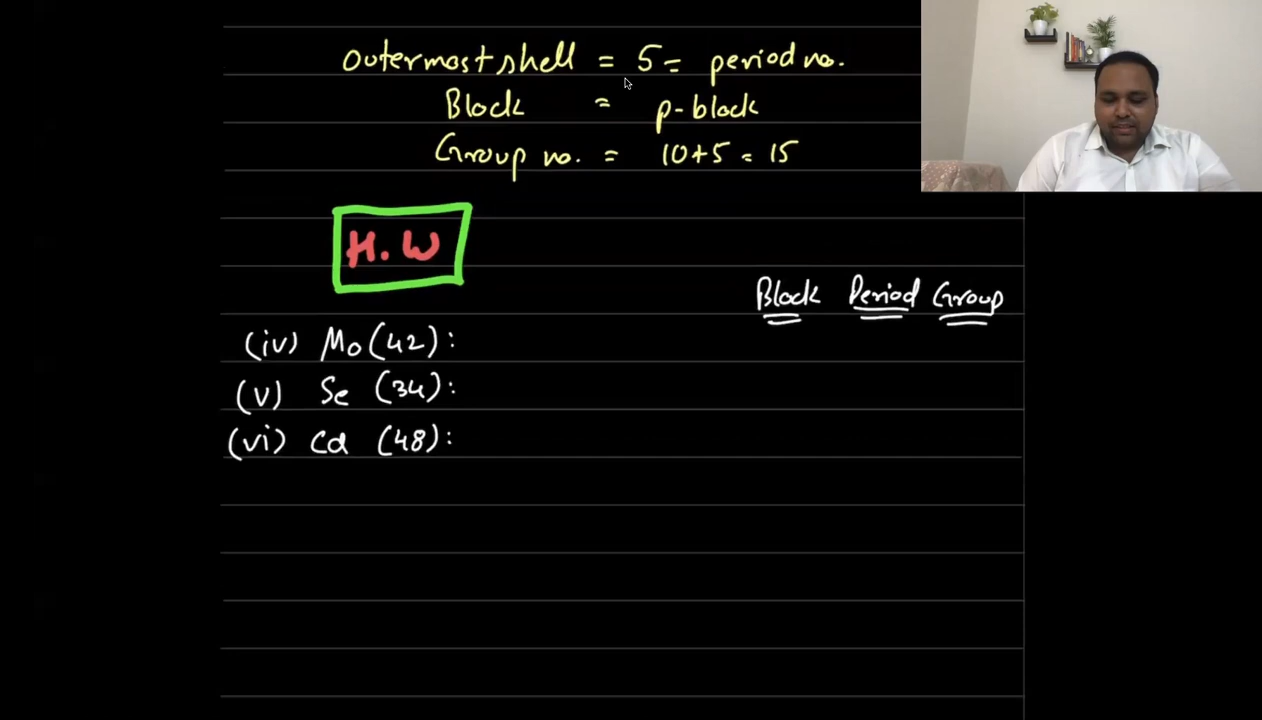 Outermost shell = 5 = period no.
Block = p-block
Group no. = 10+5 = 15
H.W
Block Period Group
(iv) Mo (42):
(v) Se (34):
(vi) Cd (48):